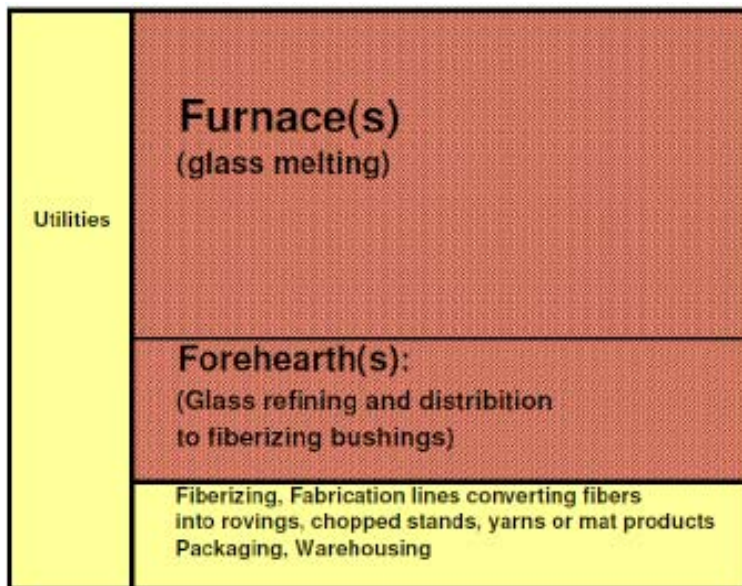 Utilities
Furnace(s)
(glass melting)
Forehearth(s):
(Glass refining and distribition
to fiberizing bushings)
Fiberizing, Fabrication lines converting fibers
into rovings, chopped stands, yarns or mat products
Packaging, Warehousing